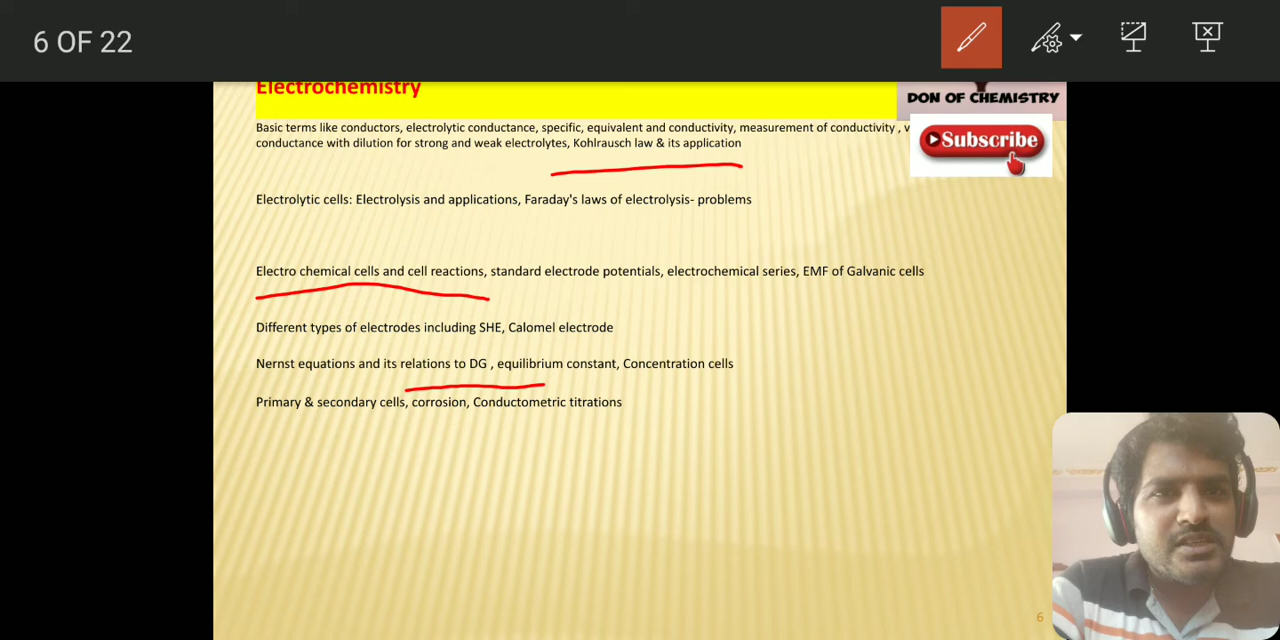 6 OF 22
Electrochemistry
DON OF CHEMISTRY
Basic terms like conductors, electrolytic conductance, specific, equivalent and conductivity, measurement of conductivity ,
conductance with dilution for strong and weak electrolytes, Kohlrausch law & its application
Subscribe
Electrolytic cells: Electrolysis and applications, Faraday's laws of electrolysis- problems
Electro chemical cells and cell reactions, standard electrode potentials, electrochemical series, EMF of Galvanic cells
Different types of electrodes including SHE, Calomel electrode
Nernst equations and its relations to DG , equilibrium constant, Concentration cells
Primary & secondary cells, corrosion, Conductometric titrations
6